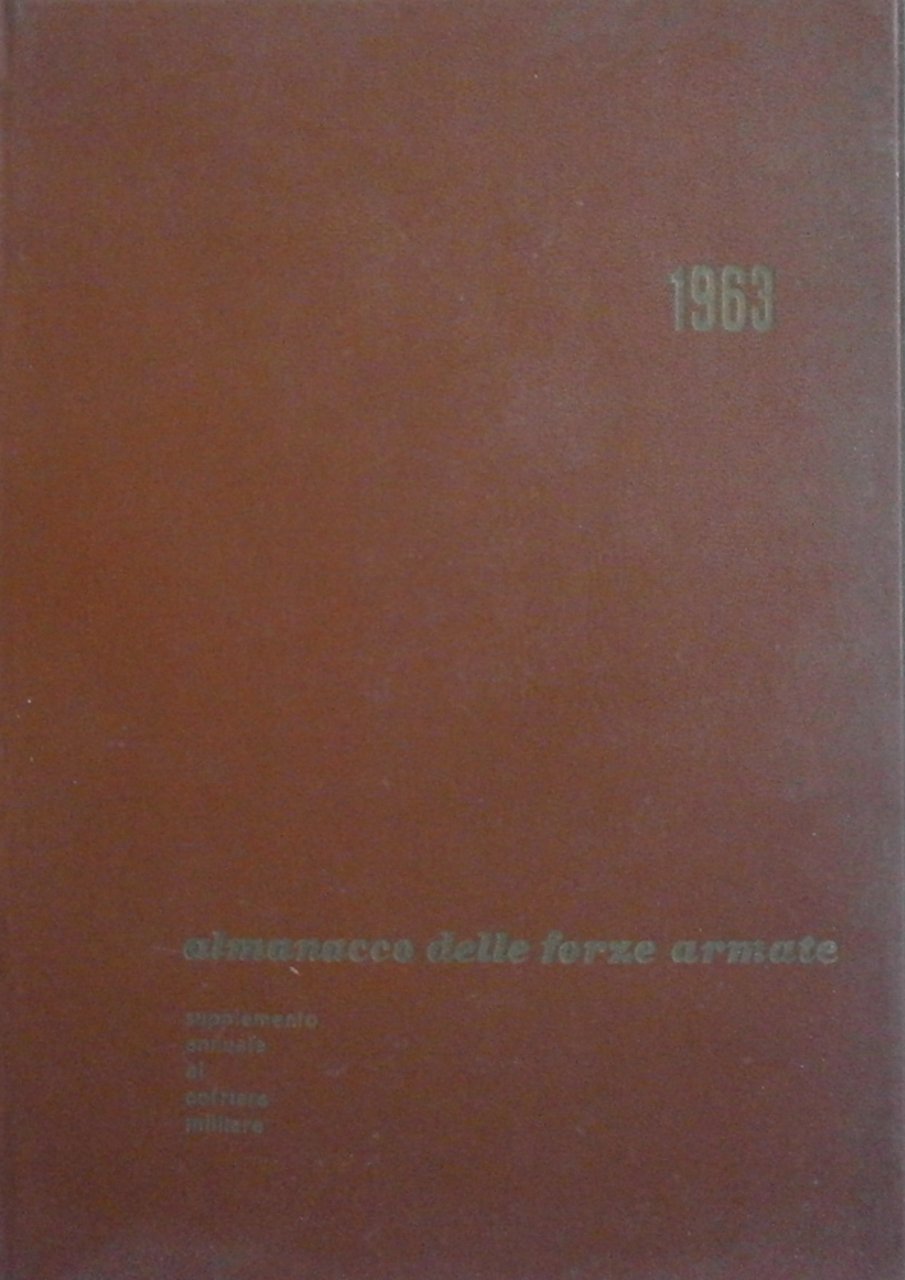 1963
almanacco delle forze armate
supplemento
annuale
al
corriere
militare